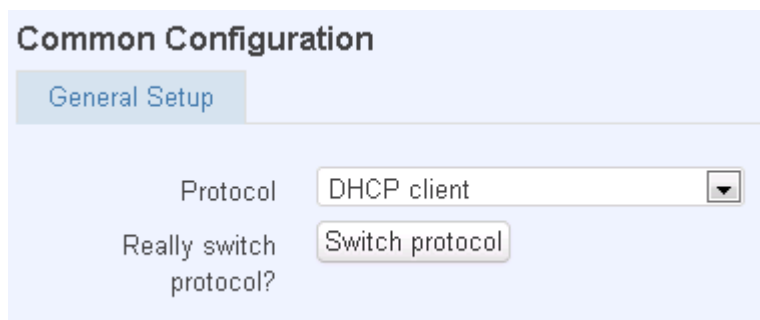 Common Configuration
General Setup
Protocol
DHCP client
Really switch
protocol?
Switch protocol